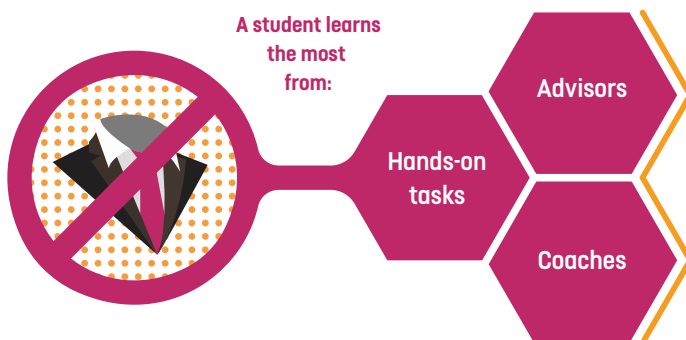 A student learns
the most
from:
Hands-on
tasks
Advisors
Coaches